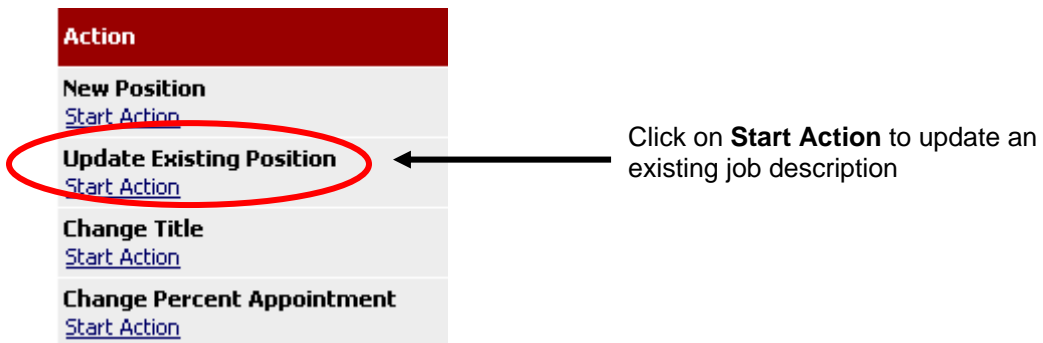 Action
New Position
Start Action
Update Existing Position
Start Action
Change Title
Start Action
Change Percent Appointment
Start Action
Click on Start Action to update an
existing job description